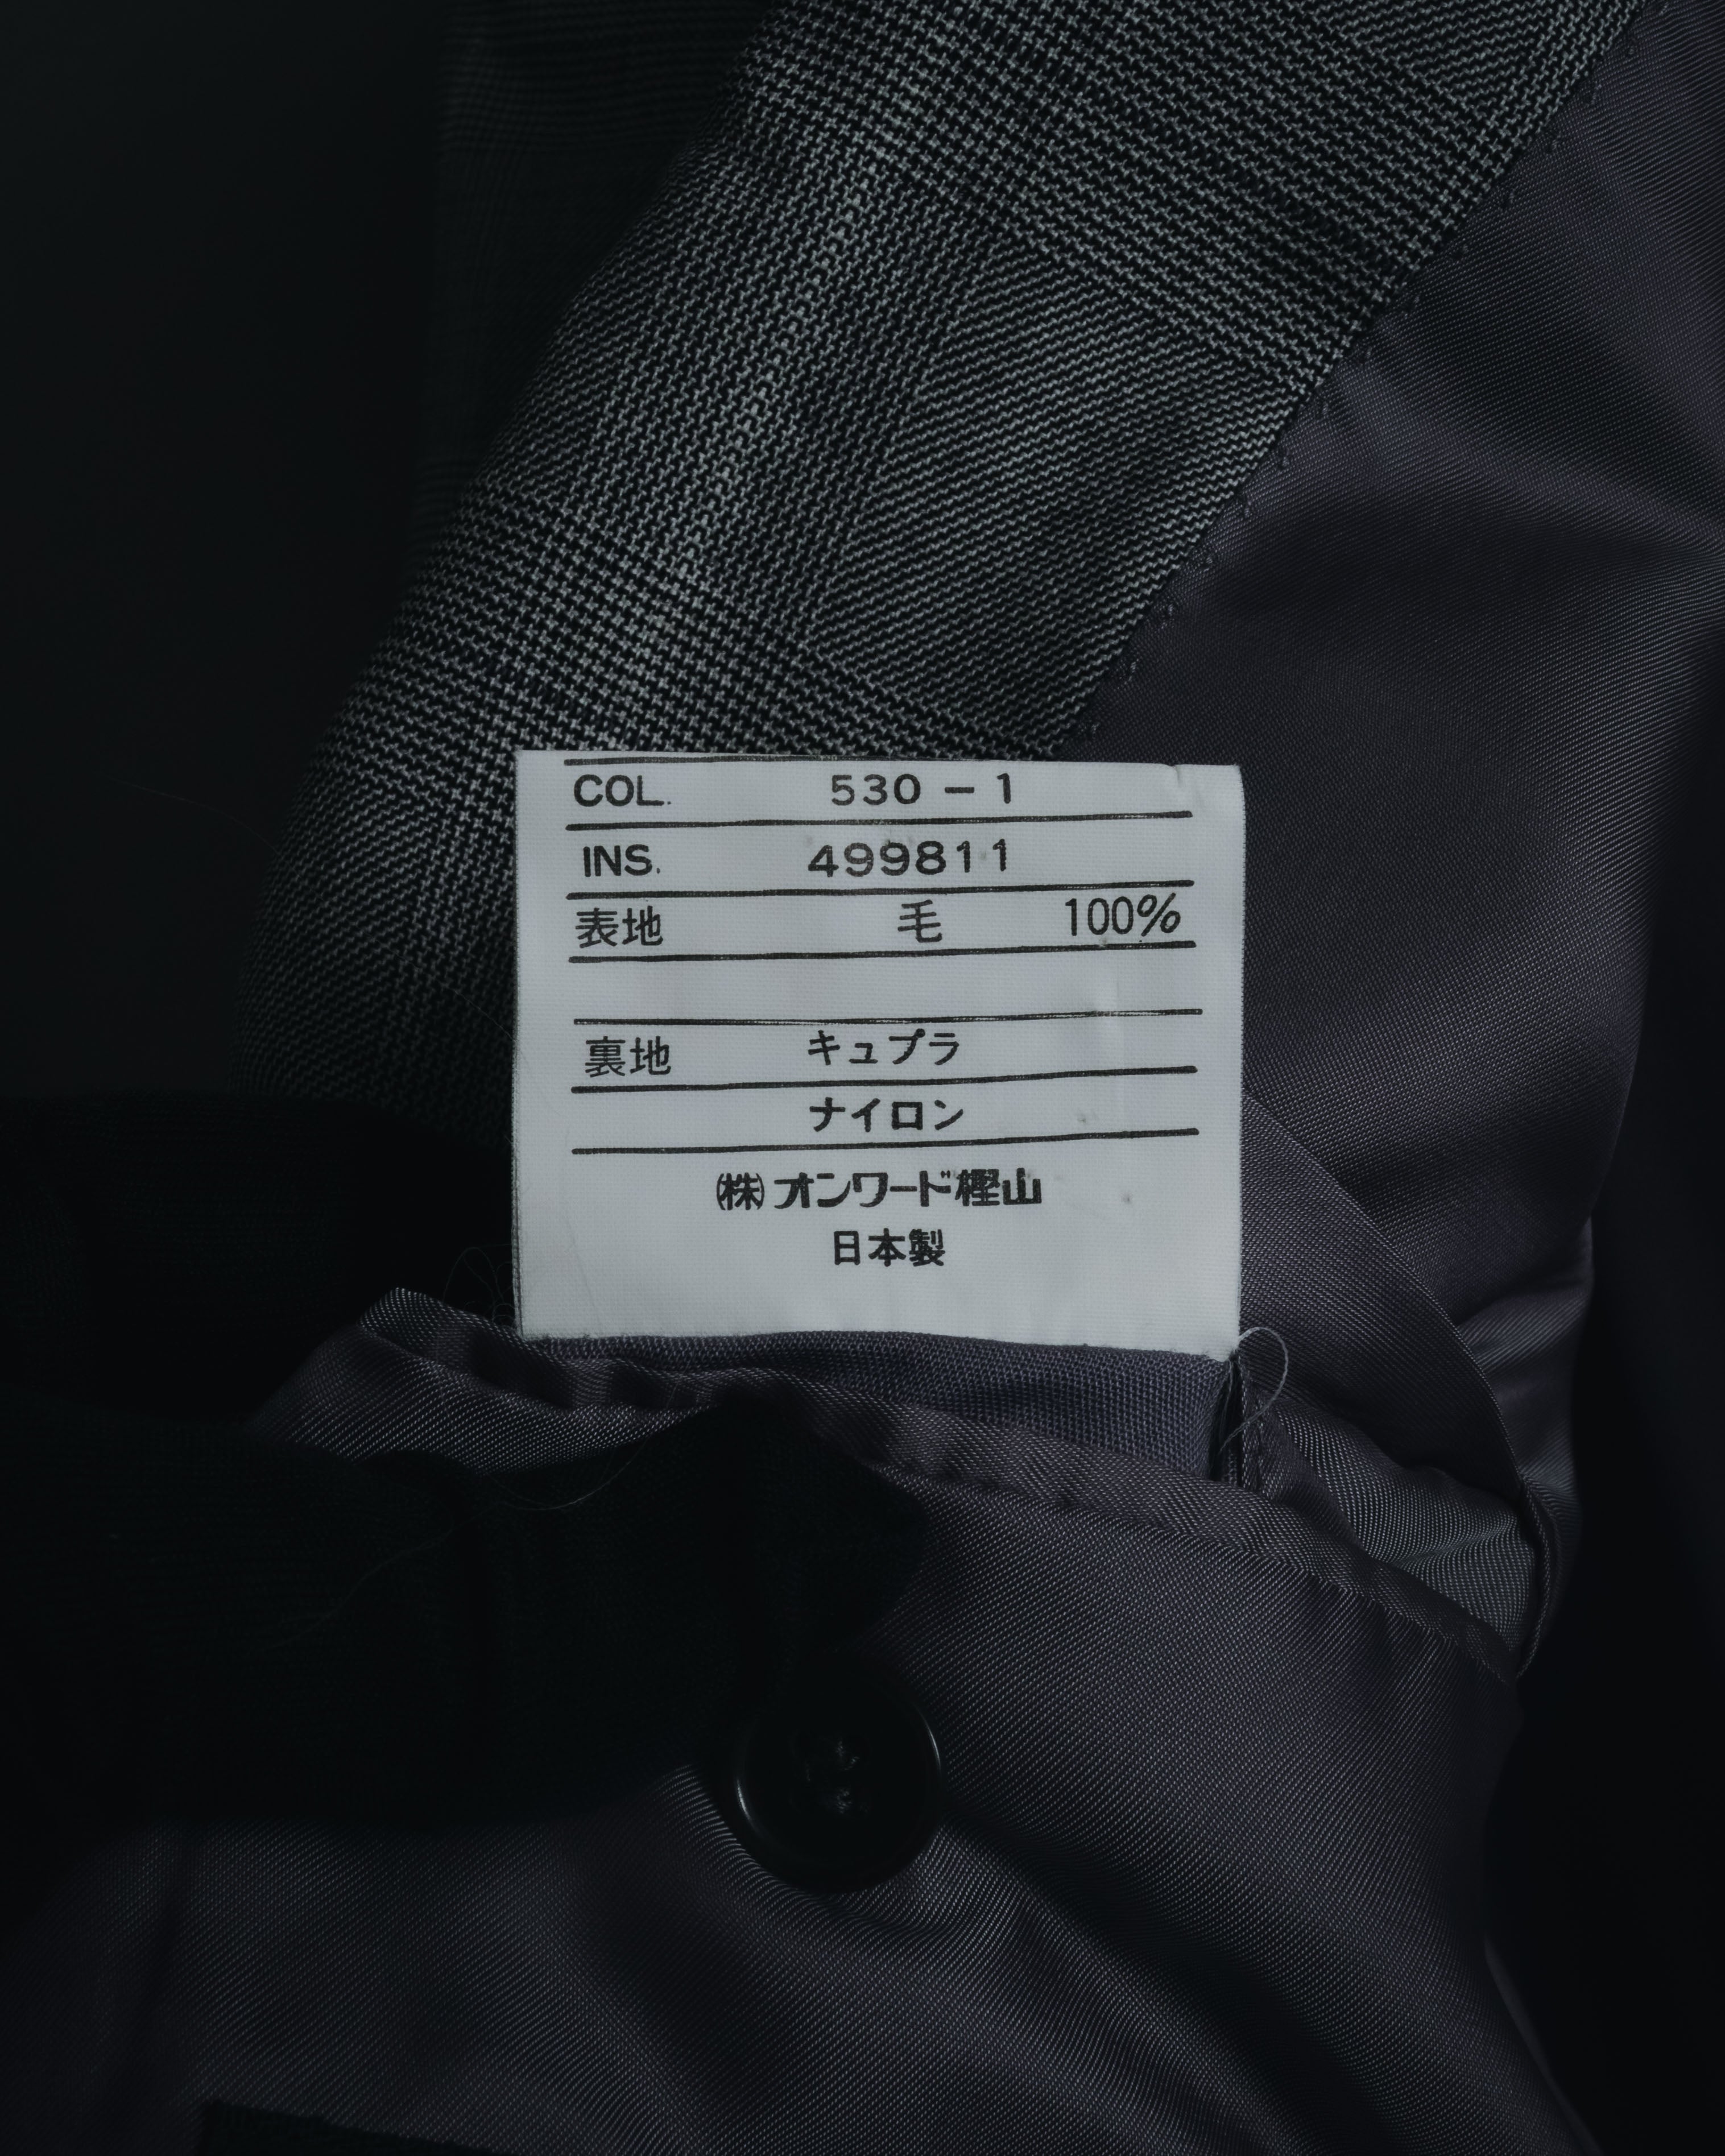 COL. 530-1
INS. 499811
表地 毛 100%
裏地 キュプラ
ナイロン
㈱オンワード樫山
日本製